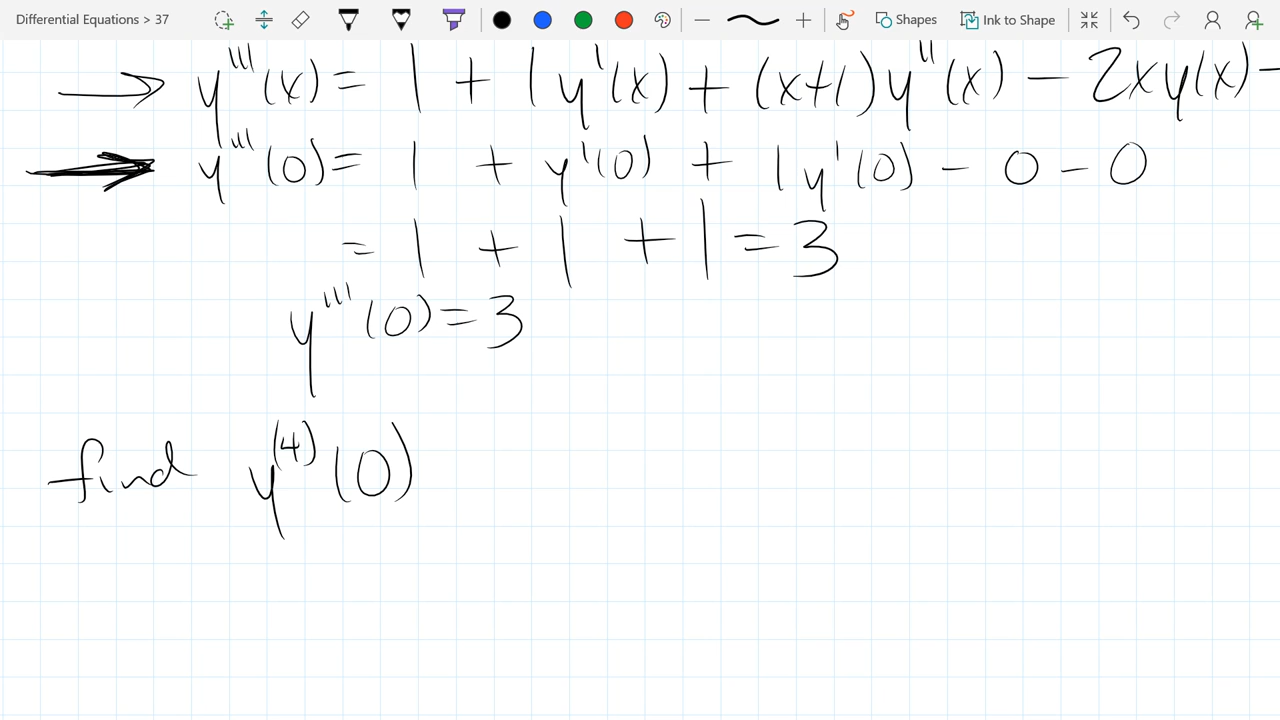 Differential Equations > 37 Shapes Ink to Shape
→ y'''(x) = 1 + 1y'(x) + (x+1)y''(x) - 2xy(x) -
→ y'''(0) = 1 + y'(0) + 1y'(0) - 0 - 0
= 1 + 1 + 1 = 3
y'''(0) = 3
find y^(4)(0)